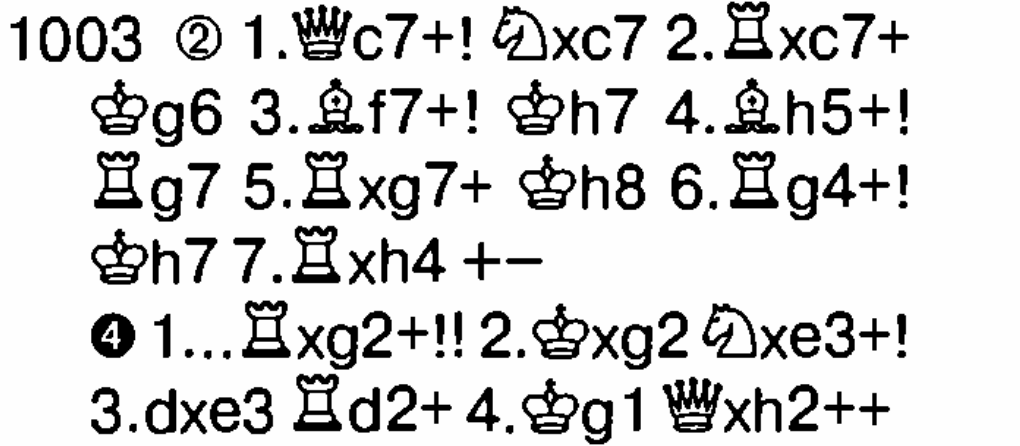 1003 ② 1.♕c7+! ♘xc7 2.♖xc7+
♔g6 3.♗f7+! ♔h7 4.♗h5+!
♖g7 5.♖xg7+ ♔h8 6.♖g4+!
♔h7 7.♖xh4 +−
❹ 1...♖xg2+!! 2.♔xg2 ♘xe3+!
3.dxe3 ♖d2+ 4.♔g1 ♕xh2++